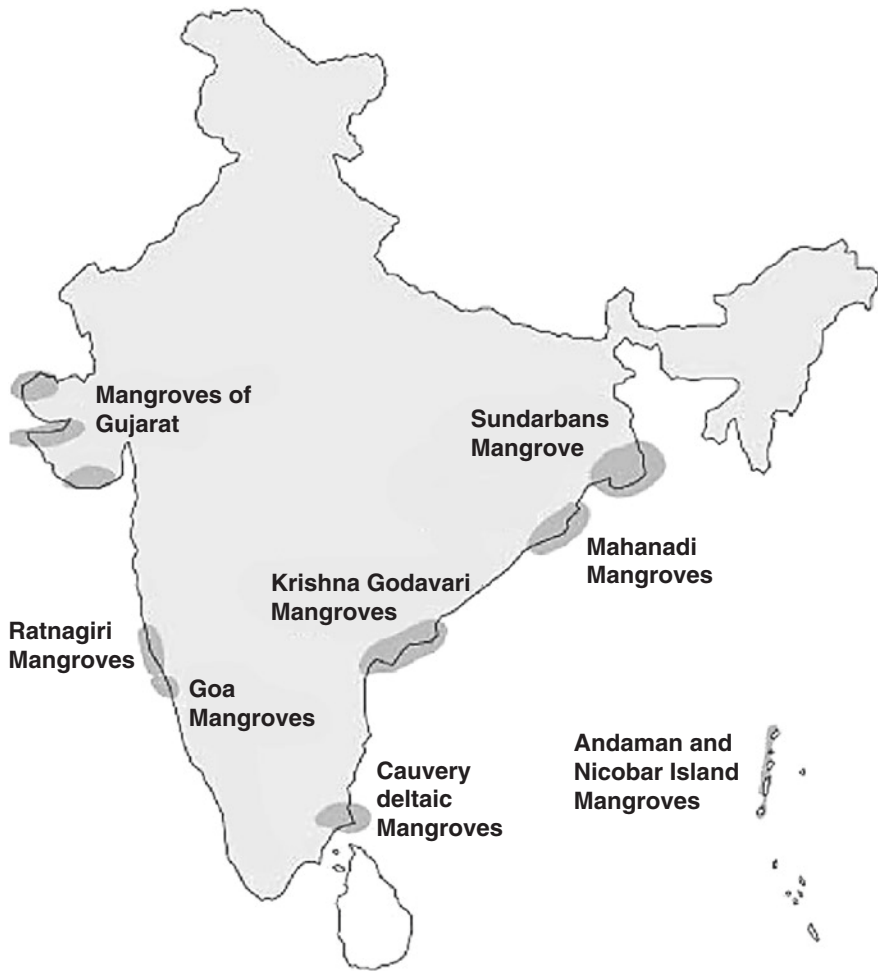 Mangroves of
Gujarat
Sundarbans
Mangrove
Mahanadi
Mangroves
Krishna Godavari
Mangroves
Ratnagiri
Mangroves
Goa
Mangroves
Andaman and
Nicobar Island
Mangroves
Cauvery
deltaic
Mangroves